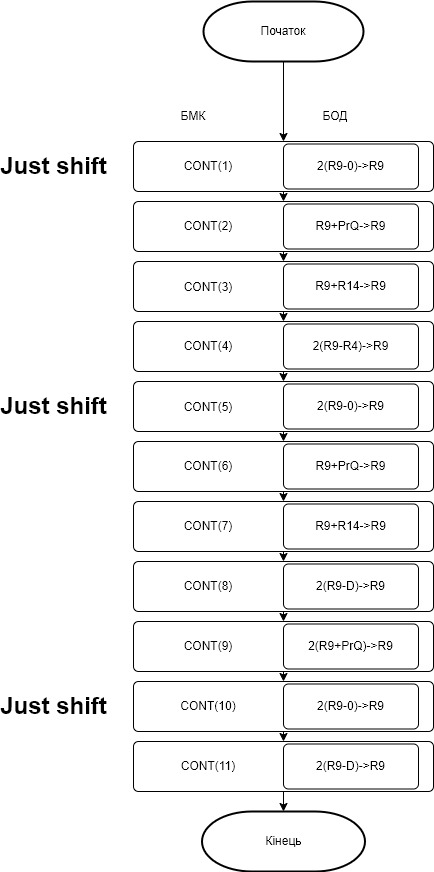 Початок
БМК БОД
Just shift CONT(1) 2(R9-0)->R9
CONT(2) R9+PrQ->R9
CONT(3) R9+R14->R9
CONT(4) 2(R9-R4)->R9
Just shift CONT(5) 2(R9-0)->R9
CONT(6) R9+PrQ->R9
CONT(7) R9+R14->R9
CONT(8) 2(R9-D)->R9
CONT(9) 2(R9+PrQ)->R9
Just shift CONT(10) 2(R9-0)->R9
CONT(11) 2(R9-D)->R9
Кінець